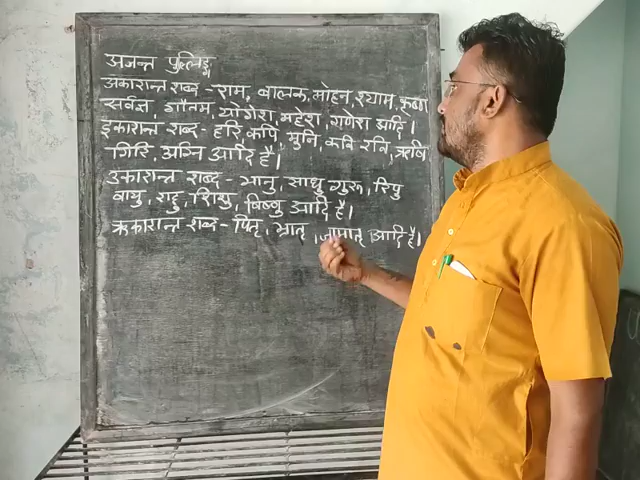 अजन्त पुल्लिङ्ग
अकारान्त शब्द - राम, बालक, मोहन, श्याम, कृष्ण
सर्वज्ञ, गौतम, योगेश, महेश, गणेश आदि।
इकारान्त शब्द - हरि, कपि, मुनि, कवि, रवि, ऋषि
गिरि, अग्नि आदि है।
उकारान्त शब्द - भानु, साधु, गुरू, रिपु
वायु, राहु, शिशु, विष्णु आदि है।
ऋकारान्त शब्द - पितृ, भ्रातृ, जामातृ आदि है।